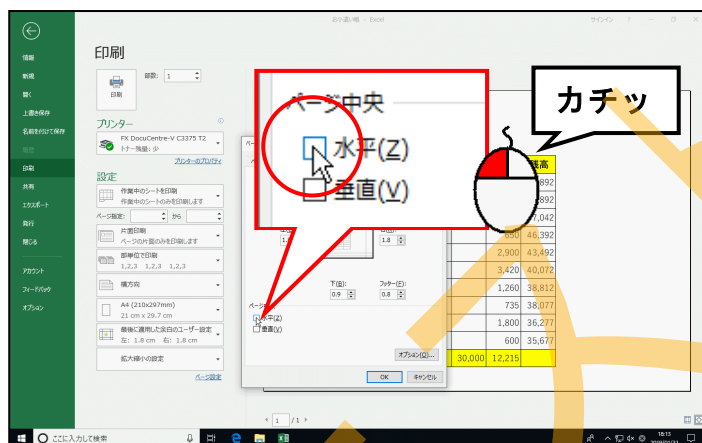 お小遣い帳 - Excel
サインイン ?
情報
新規
開く
上書き保存
名前を付けて保存
履歴
印刷
共有
エクスポート
発行
閉じる
アカウント
フィードバック
オプション
印刷
部数: 1
印刷
プリンター
FX DocuCentre-V C3375 T2
トナー残量: 少
プリンターのプロパティ
設定
作業中のシートを印刷
作業中のシートのみを印刷します
ページ指定: から
片面印刷
ページの片面のみを印刷します
部単位で印刷
1,2,3 1,2,3 1,2,3
横方向
A4 (210x297mm)
21 cm x 29.7 cm
最後に適用した余白のユーザー設定
左: 1.8 cm 右: 1.8 cm
拡大縮小の設定
ページ設定
ページ中央
水平(Z)
垂直(V)
カチッ
残高
1.8
下(B): フッター(F):
0.9 0.8
水平(Z)
垂直(V)
オプション(O)...
OK キャンセル
650 46,392
2,900 43,492
3,420 40,072
1,260 38,812
735 38,077
1,800 36,277
600 35,677
30,000 12,215
1 /1
ここに入力して検索
18:13